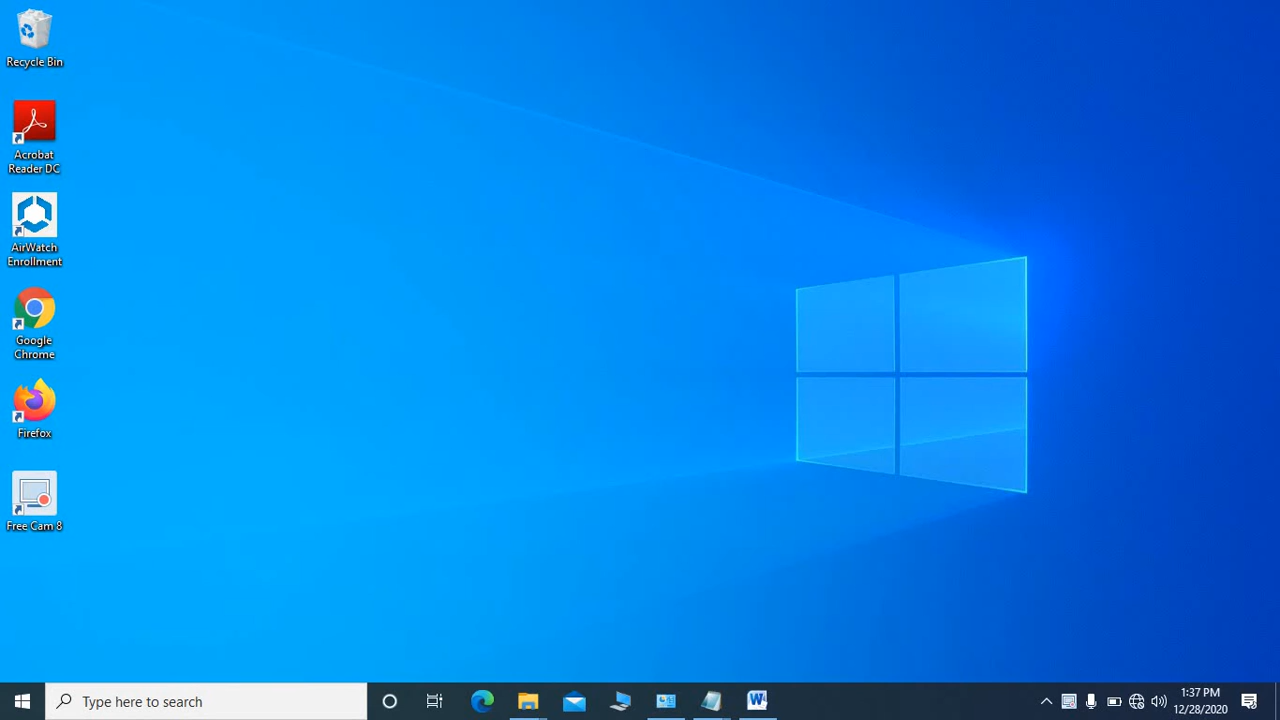 Recycle Bin
Acrobat
Reader DC
AirWatch
Enrollment
Google
Chrome
Firefox
Free Cam 8
Type here to search
W
1:37 PM
12/28/2020